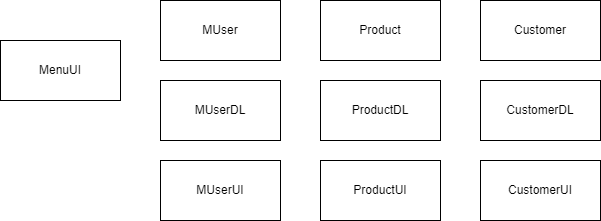 MUser
Product
Customer
MenuUI
MUserDL
ProductDL
CustomerDL
MUserUI
ProductUI
CustomerUI